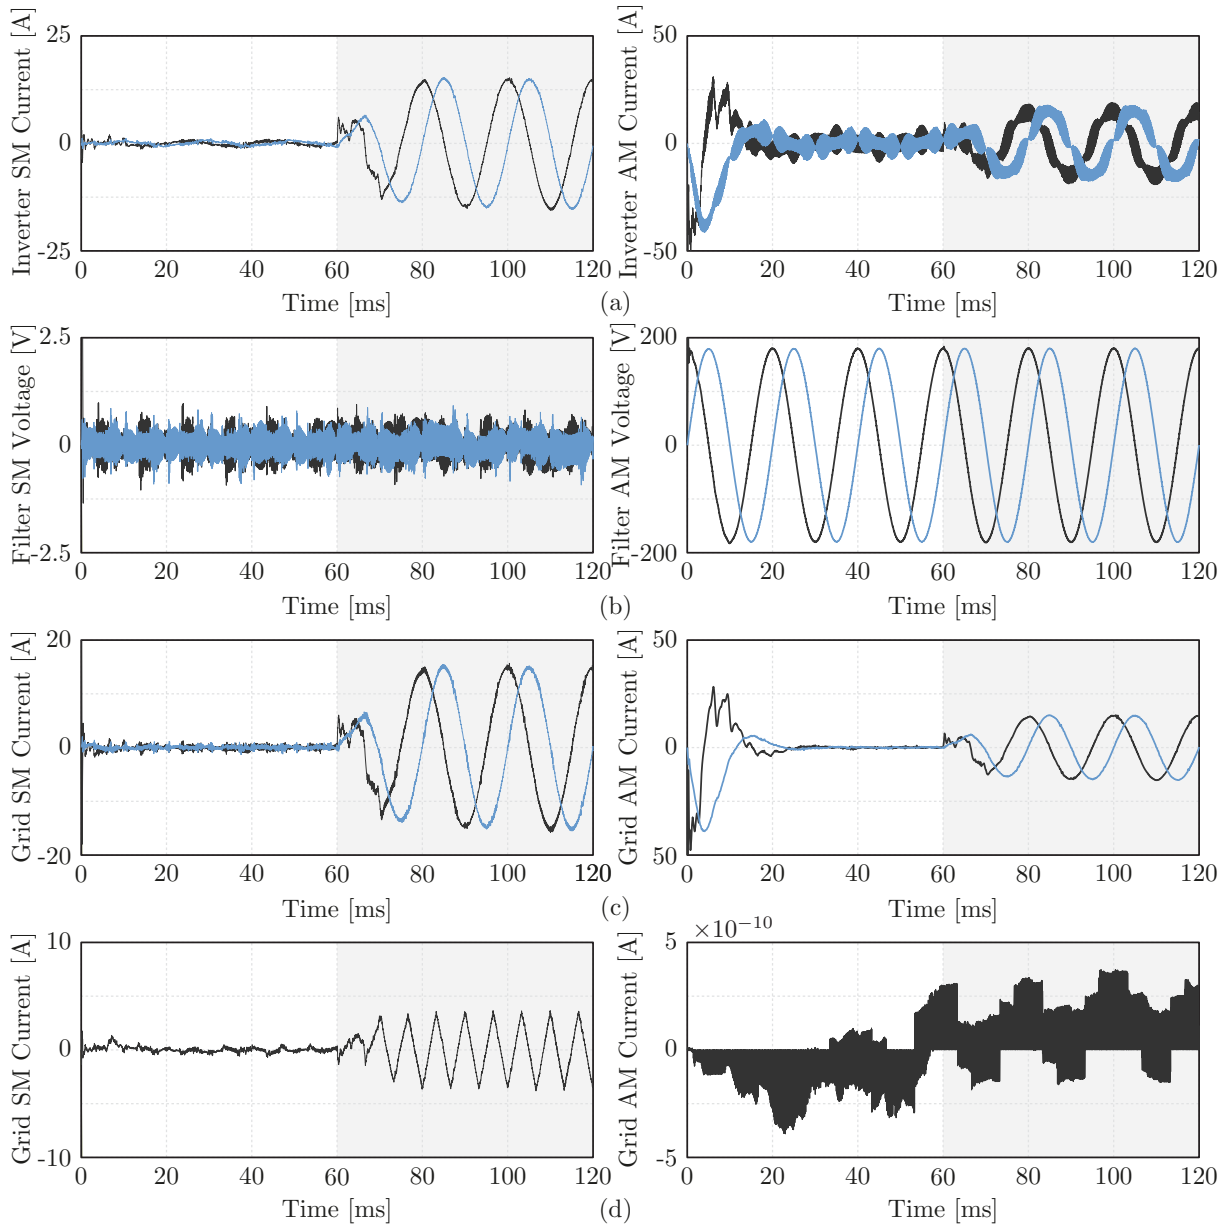 Inverter SM Current [A]
25
0
-25
0 20 40 60 80 100 120
Time [ms]
Inverter AM Current [A]
50
0
-50
0 20 40 60 80 100 120
Time [ms]
(a)
Filter SM Voltage [V]
2.5
0
-2.5
0 20 40 60 80 100 120
Time [ms]
Filter AM Voltage [V]
200
0
-200
0 20 40 60 80 100 120
Time [ms]
(b)
Grid SM Current [A]
20
0
-20
0 20 40 60 80 100 120
Time [ms]
Grid AM Current [A]
50
0
50
0 20 40 60 80 100 120
Time [ms]
(c)
Grid SM Current [A]
10
0
-10
0 20 40 60 80 100 120
Time [ms]
Grid AM Current [A]
×10⁻¹⁰
5
0
-5
0 20 40 60 80 100 120
Time [ms]
(d)